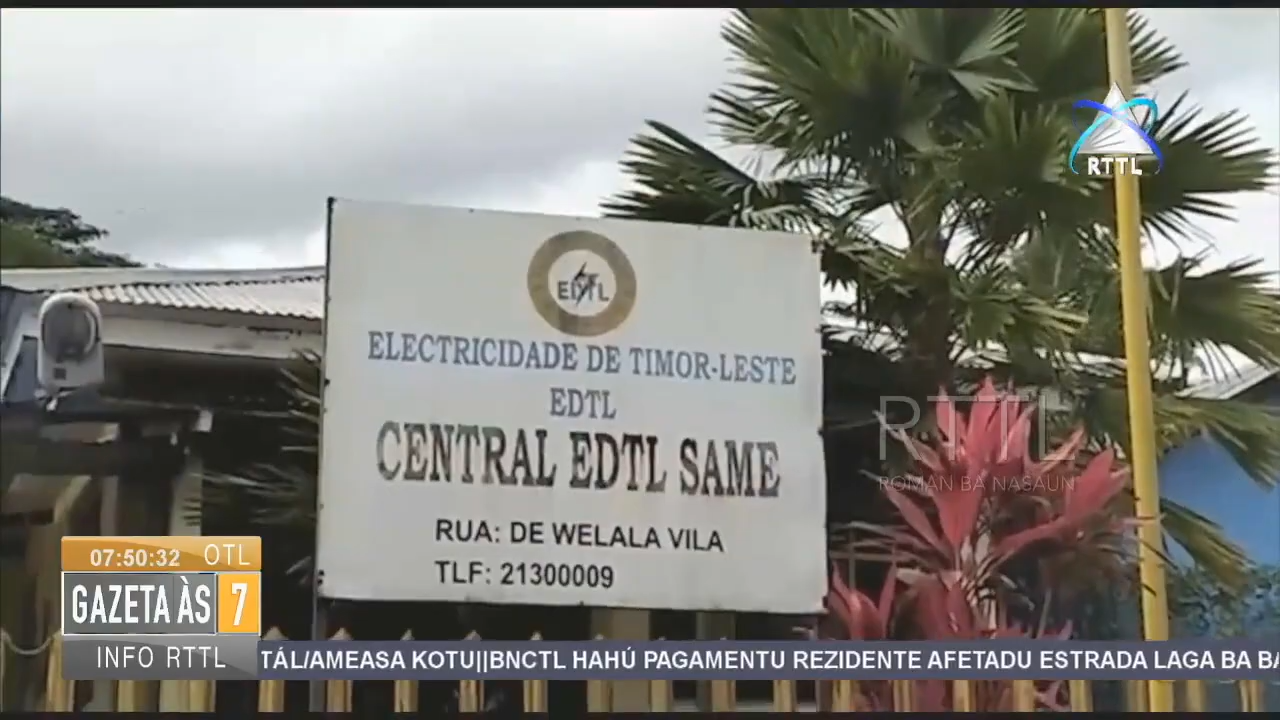 RTTL
EDTL
ELECTRICIDADE DE TIMOR-LESTE
EDTL
CENTRAL EDTL SAME
RUA: DE WELALA VILA
TLF: 21300009
RTTL
ROMAN BA NASAUN
07:50:32 OTL
GAZETA ÀS 7
INFO RTTL
TÁL/AMEASA KOTU||BNCTL HAHÚ PAGAMENTU REZIDENTE AFETADU ESTRADA LAGA BA BA